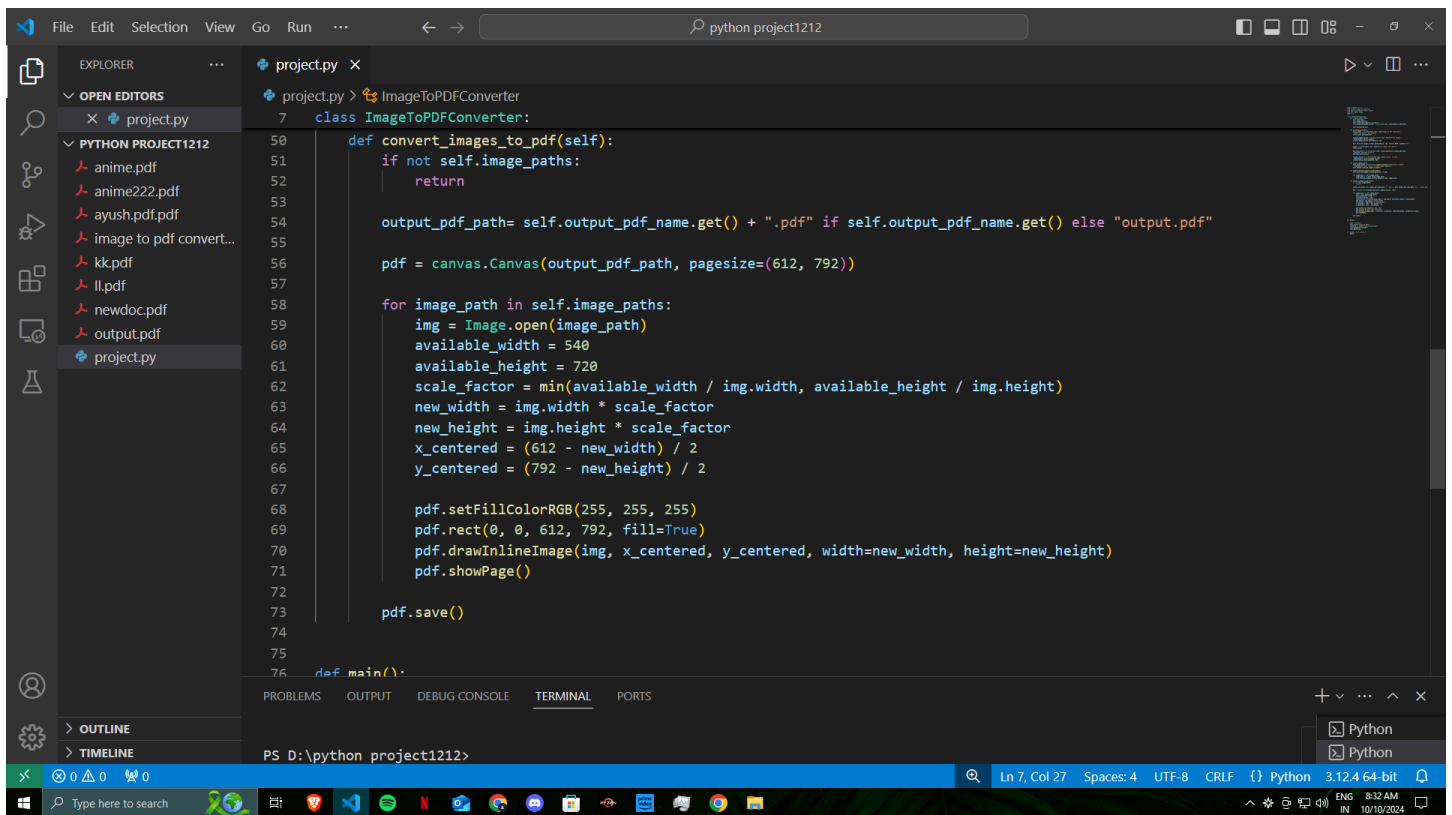 File Edit Selection View Go Run ··· python project1212
EXPLORER ···
OPEN EDITORS
project.py
PYTHON PROJECT1212
anime.pdf
anime222.pdf
ayush.pdf.pdf
image to pdf convert...
kk.pdf
ll.pdf
newdoc.pdf
output.pdf
project.py
OUTLINE
TIMELINE
project.py
project.py > ImageToPDFConverter
7 class ImageToPDFConverter:
50 def convert_images_to_pdf(self):
51 if not self.image_paths:
52 return
53
54 output_pdf_path= self.output_pdf_name.get() + ".pdf" if self.output_pdf_name.get() else "output.pdf"
55
56 pdf = canvas.Canvas(output_pdf_path, pagesize=(612, 792))
57
58 for image_path in self.image_paths:
59 img = Image.open(image_path)
60 available_width = 540
61 available_height = 720
62 scale_factor = min(available_width / img.width, available_height / img.height)
63 new_width = img.width * scale_factor
64 new_height = img.height * scale_factor
65 x_centered = (612 - new_width) / 2
66 y_centered = (792 - new_height) / 2
67
68 pdf.setFillColorRGB(255, 255, 255)
69 pdf.rect(0, 0, 612, 792, fill=True)
70 pdf.drawInlineImage(img, x_centered, y_centered, width=new_width, height=new_height)
71 pdf.showPage()
72
73 pdf.save()
74
75
76 def main():
PROBLEMS OUTPUT DEBUG CONSOLE TERMINAL PORTS
Python
PS D:\python project1212> Python
0 0 0 Ln 7, Col 27 Spaces: 4 UTF-8 CRLF {} Python 3.12.4 64-bit
Type here to search ENG 8:32 AM
IN 10/10/2024